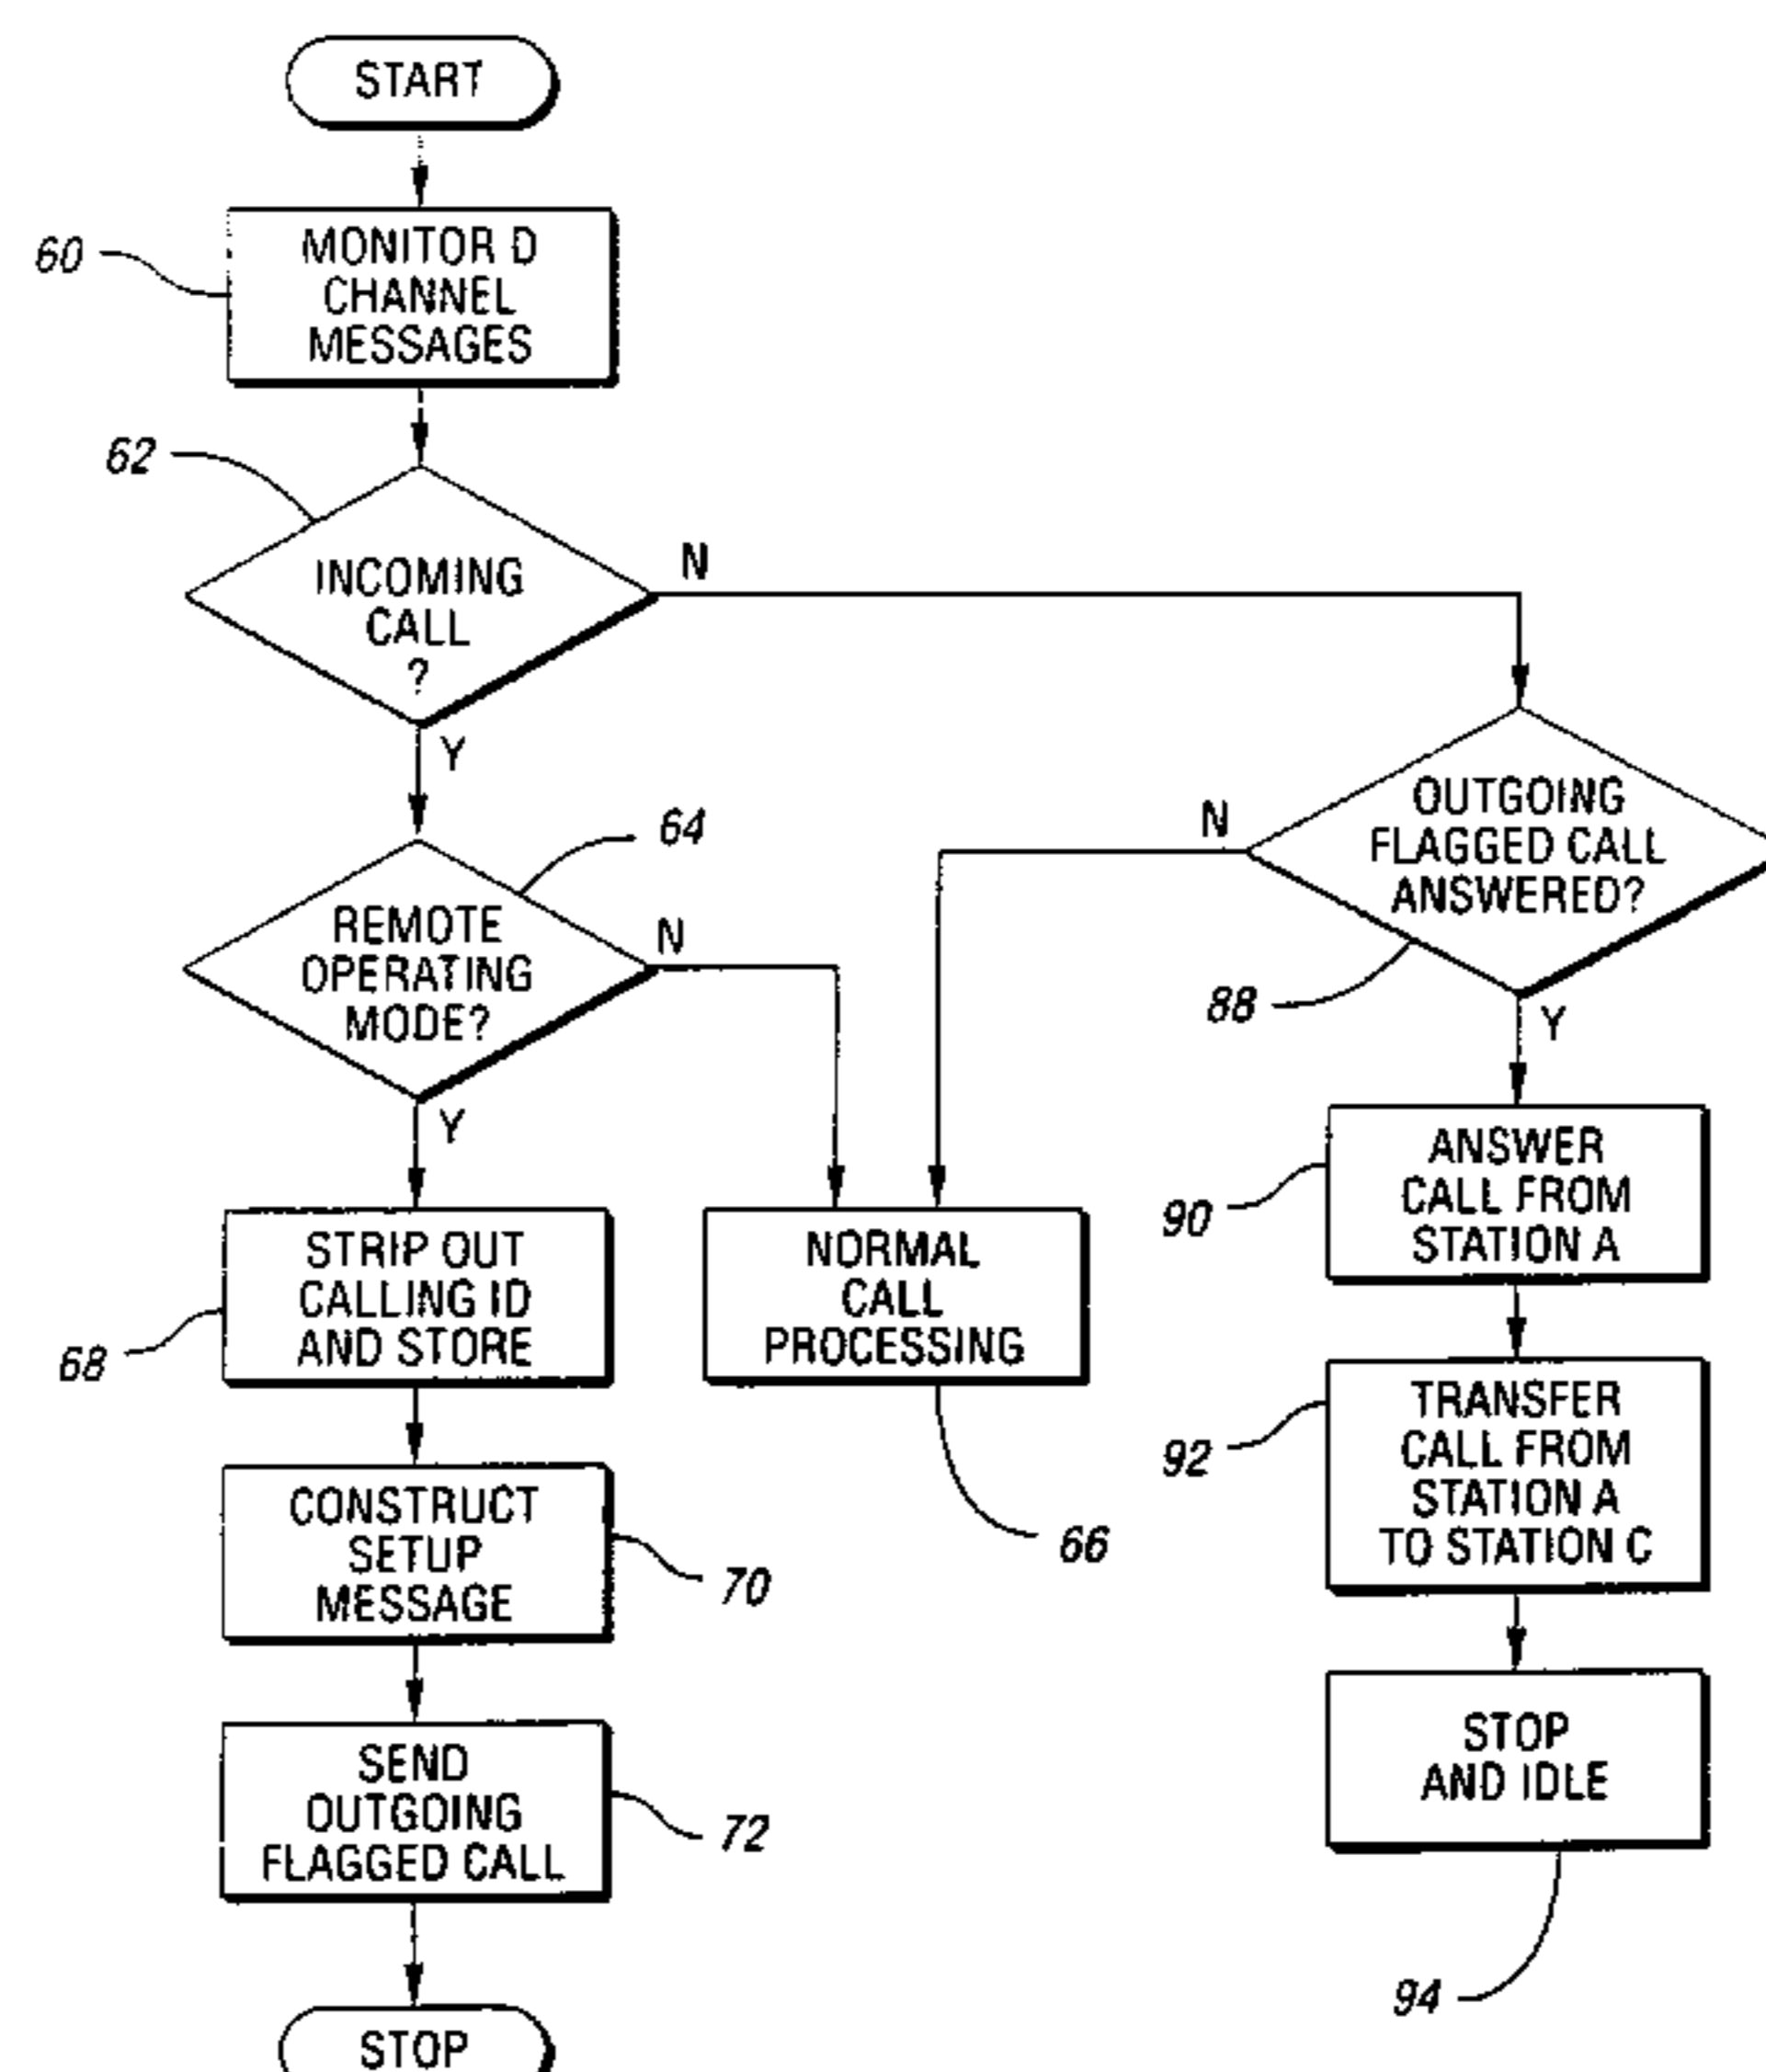 START
60
MONITOR D
CHANNEL
MESSAGES
62
INCOMING
CALL
?
N
Y
64
REMOTE
OPERATING
MODE?
N
Y
OUTGOING
FLAGGED CALL
ANSWERED?
N
88
Y
68
STRIP OUT
CALLING ID
AND STORE
NORMAL
CALL
PROCESSING
66
90
ANSWER
CALL FROM
STATION A
CONSTRUCT
SETUP
MESSAGE
70
92
TRANSFER
CALL FROM
STATION A
TO STATION C
SEND
OUTGOING
FLAGGED CALL
72
STOP
AND IDLE
94
STOP